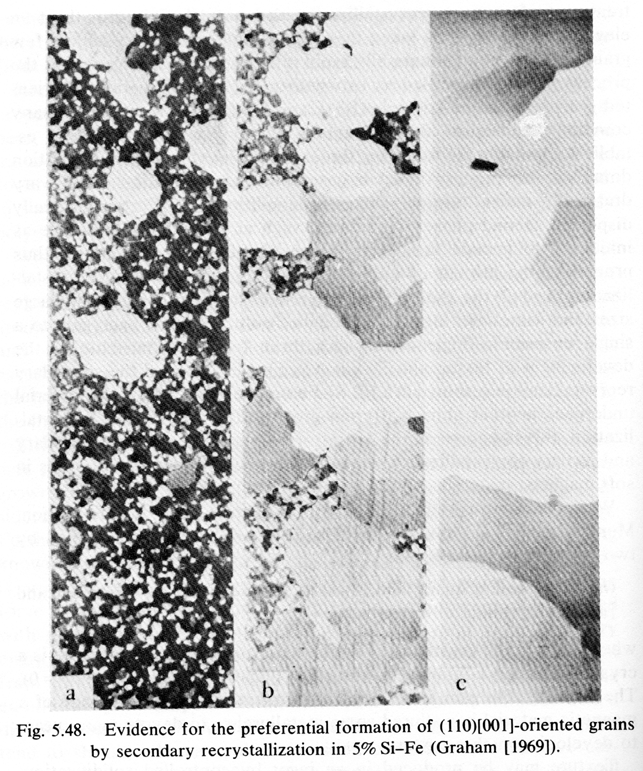 a
b
c
Fig. 5.48. Evidence for the preferential formation of (110)[001]-oriented grains
by secondary recrystallization in 5% Si–Fe (Graham [1969]).